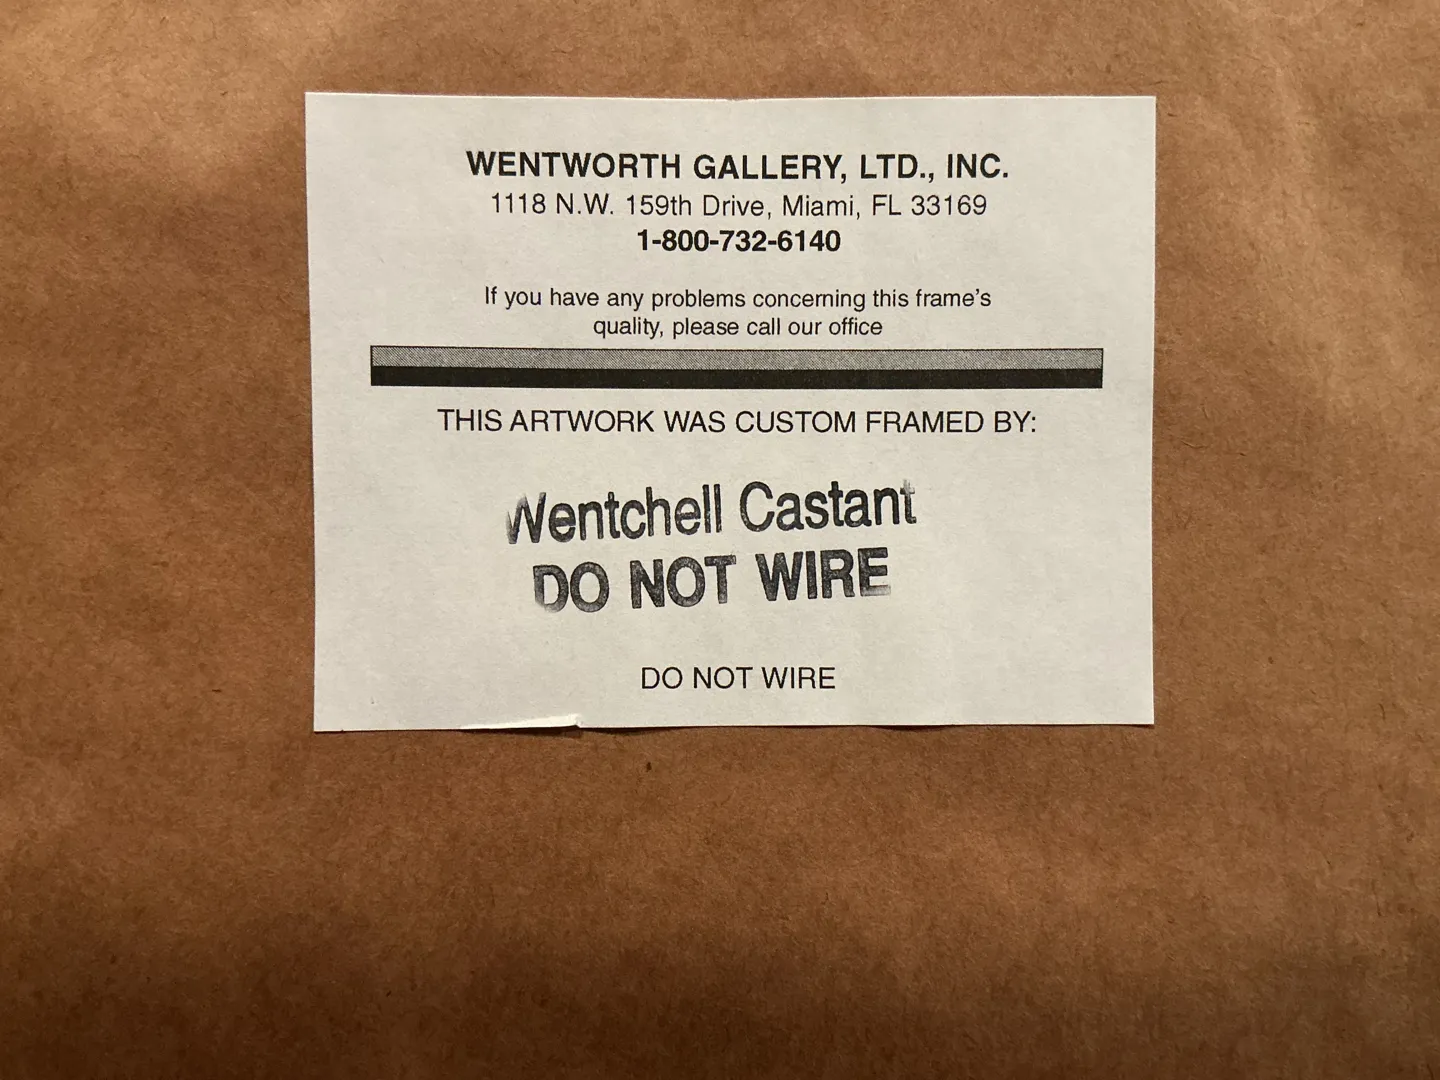 WENTWORTH GALLERY, LTD., INC.
1118 N.W. 159th Drive, Miami, FL 33169
1-800-732-6140
If you have any problems concerning this frame's
quality, please call our office
THIS ARTWORK WAS CUSTOM FRAMED BY:
Wentchell Castant
DO NOT WIRE
DO NOT WIRE